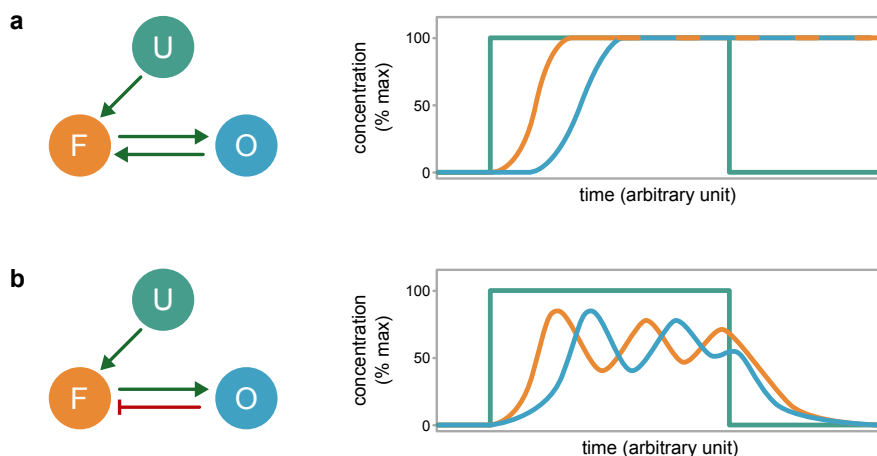 a
U
F
O
concentration
(% max)
100
50
0
time (arbitrary unit)
b
U
F
O
concentration
(% max)
100
50
0
time (arbitrary unit)